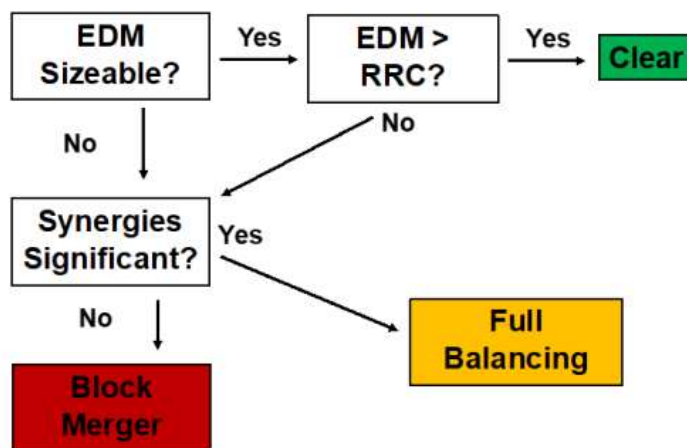 EDM
Sizeable?
Yes
EDM >
RRC?
Yes
Clear
No
No
Synergies
Significant?
Yes
No
Full
Balancing
Block
Merger